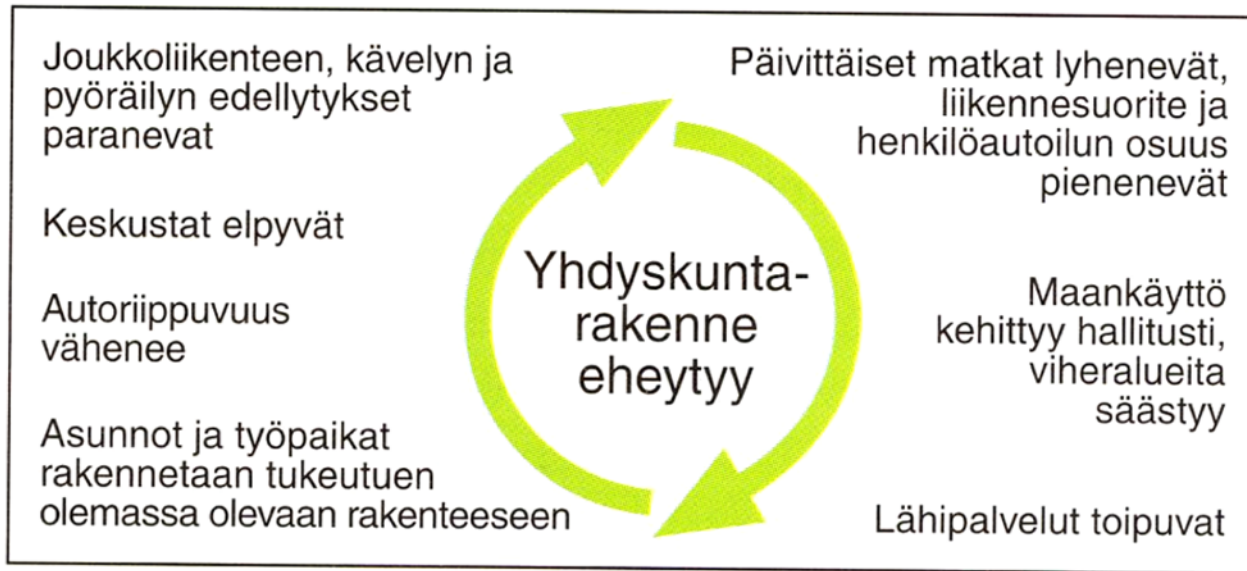 Joukkoliikenteen, kävelyn ja
pyöräilyn edellytykset
paranevat
Keskustat elpyvät
Autoriippuvuus
vähenee
Asunnot ja työpaikat
rakennetaan tukeutuen
olemassa olevaan rakenteeseen
Yhdyskunta-
rakenne
eheytyy
Päivittäiset matkat lyhenevät,
liikennesuorite ja
henkilöautoilun osuus
pienenevät
Maankäyttö
kehittyy hallitusti,
viheralueita
säästyy
Lähipalvelut toipuvat